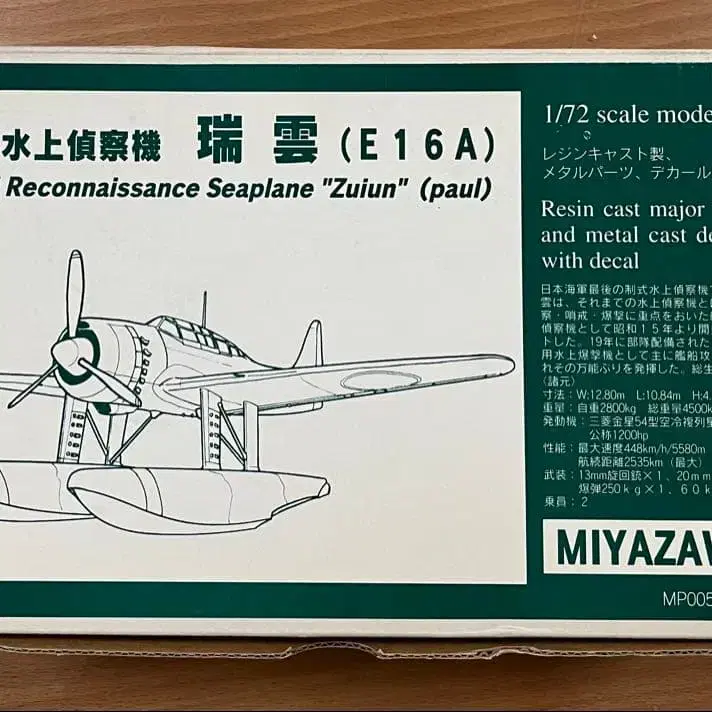 水上偵察機 瑞雲 (E16A)
Reconnaissance Seaplane "Zuiun" (paul)
1/72 scale mode
レジンキャスト製、
メタルパーツ、デカール
Resin cast major
and metal cast de
with decal
日本海軍最後の制式水上偵察機
雲は、それまでの水上偵察機と
察・哨戒・爆撃に重点をおいた
偵察機として昭和15年より開
トした。19年に部隊配備された
用水上爆撃機として主に艦船攻
れその万能ぶりを発揮した。総生
(諸元)
寸法:W:12.80m L:10.84m H:4.
重量:自重2800kg 総重量4500k
発動機:三菱金星54型空冷複列星
公称1200hp
性能:最大速度448km/h/5580m
航続距離2535km(最大)
武装:13mm旋回銃×1、20mm
爆弾250kg×1、60k
乗員:2
MIYAZAW
MP005